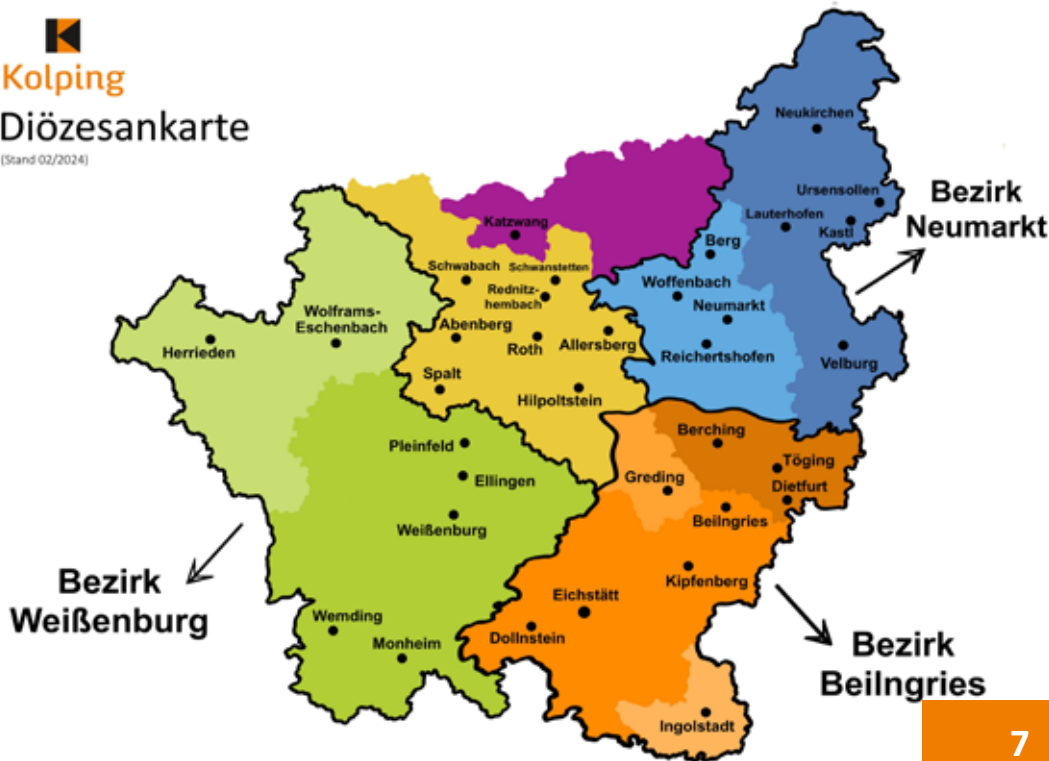 Kolping
Diözesankarte
(Stand 02/2024)
Neukirchen
Ursensollen
Lauterhofen
Kastl
Bezirk
Neumarkt
Katzwang
Berg
Schwabach
Schwanstetten
Rednitz-
hembach
Woffenbach
Neumarkt
Wolframs-
Eschenbach
Herrieden
Abenberg
Roth
Allersberg
Reichertshofen
Velburg
Spalt
Hilpoltstein
Berching
Pleinfeld
Ellingen
Greding
Töging
Dietfurt
Weißenburg
Beilngries
Bezirk
Weißenburg
Kipfenberg
Eichstätt
Wemding
Monheim
Dollnstein
Bezirk
Beilngries
Ingolstadt
7